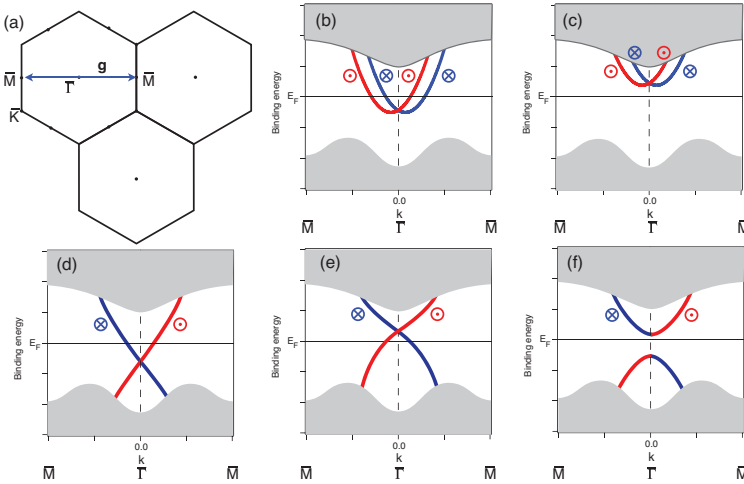 (a)
g
M̅ Γ̅ M̅
K̅
(b)
Binding energy
E_F
⊙ ⊗ ⊙ ⊗
0.0
k
M̅ Γ̅ M̅
(c)
Binding energy
E_F
⊗ ⊙
⊙ ⊗
0.0
k
M̅ Γ̅ M̅
(d)
Binding energy
E_F
⊗ ⊙
0.0
k
M̅ Γ̅ M̅
(e)
Binding energy
E_F
⊗ ⊙
0.0
k
M̅ Γ̅ M̅
(f)
Binding energy
E_F
⊗ ⊙
0.0
k
M̅ Γ̅ M̅